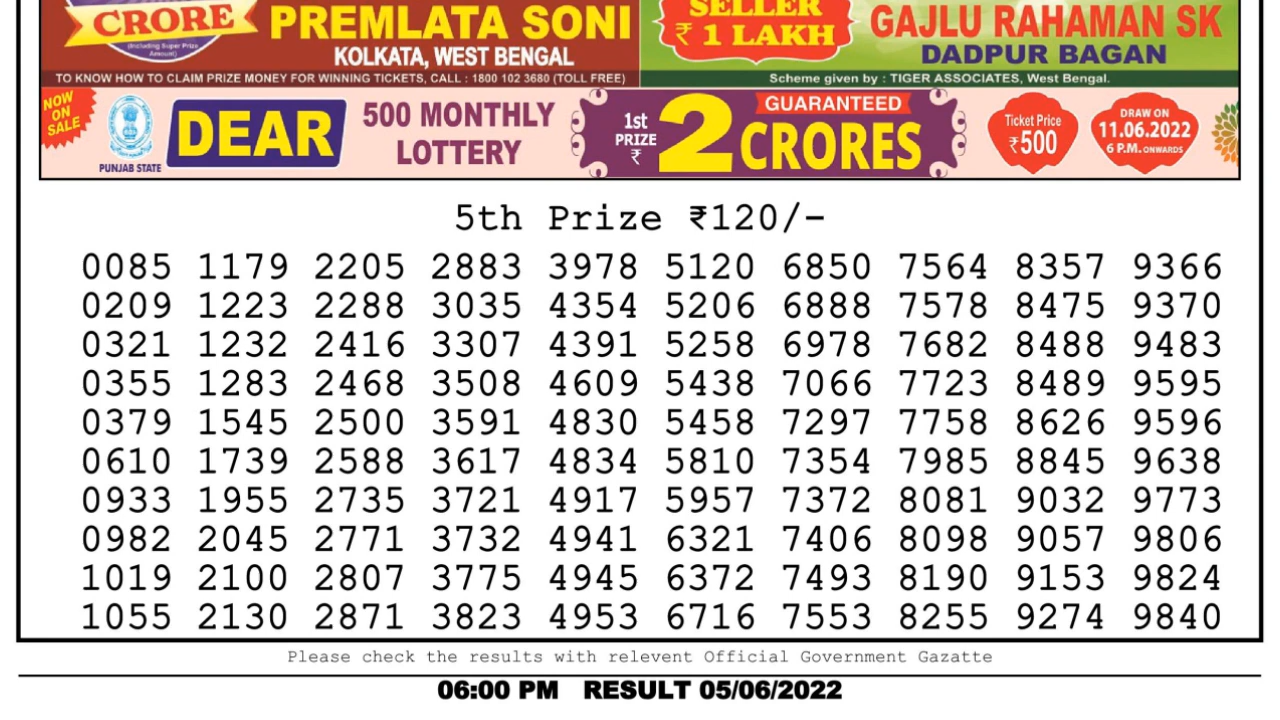 CRORE
(Including Super Prize
Amount)
PREMLATA SONI
KOLKATA, WEST BENGAL
TO KNOW HOW TO CLAIM PRIZE MONEY FOR WINNING TICKETS, CALL : 1800 102 3680 (TOLL FREE)
SELLER
₹ 1 LAKH
GAJLU RAHAMAN SK
DADPUR BAGAN
Scheme given by : TIGER ASSOCIATES, West Bengal.
NOW
ON
SALE
PUNJAB STATE
DEAR
500 MONTHLY
LOTTERY
1st
PRIZE
₹
2
GUARANTEED
CRORES
Ticket Price
₹500
DRAW ON
11.06.2022
6 P.M. ONWARDS
5th Prize ₹120/-
0085 1179 2205 2883 3978 5120 6850 7564 8357 9366
0209 1223 2288 3035 4354 5206 6888 7578 8475 9370
0321 1232 2416 3307 4391 5258 6978 7682 8488 9483
0355 1283 2468 3508 4609 5438 7066 7723 8489 9595
0379 1545 2500 3591 4830 5458 7297 7758 8626 9596
0610 1739 2588 3617 4834 5810 7354 7985 8845 9638
0933 1955 2735 3721 4917 5957 7372 8081 9032 9773
0982 2045 2771 3732 4941 6321 7406 8098 9057 9806
1019 2100 2807 3775 4945 6372 7493 8190 9153 9824
1055 2130 2871 3823 4953 6716 7553 8255 9274 9840
Please check the results with relevent Official Government Gazatte
06:00 PM RESULT 05/06/2022